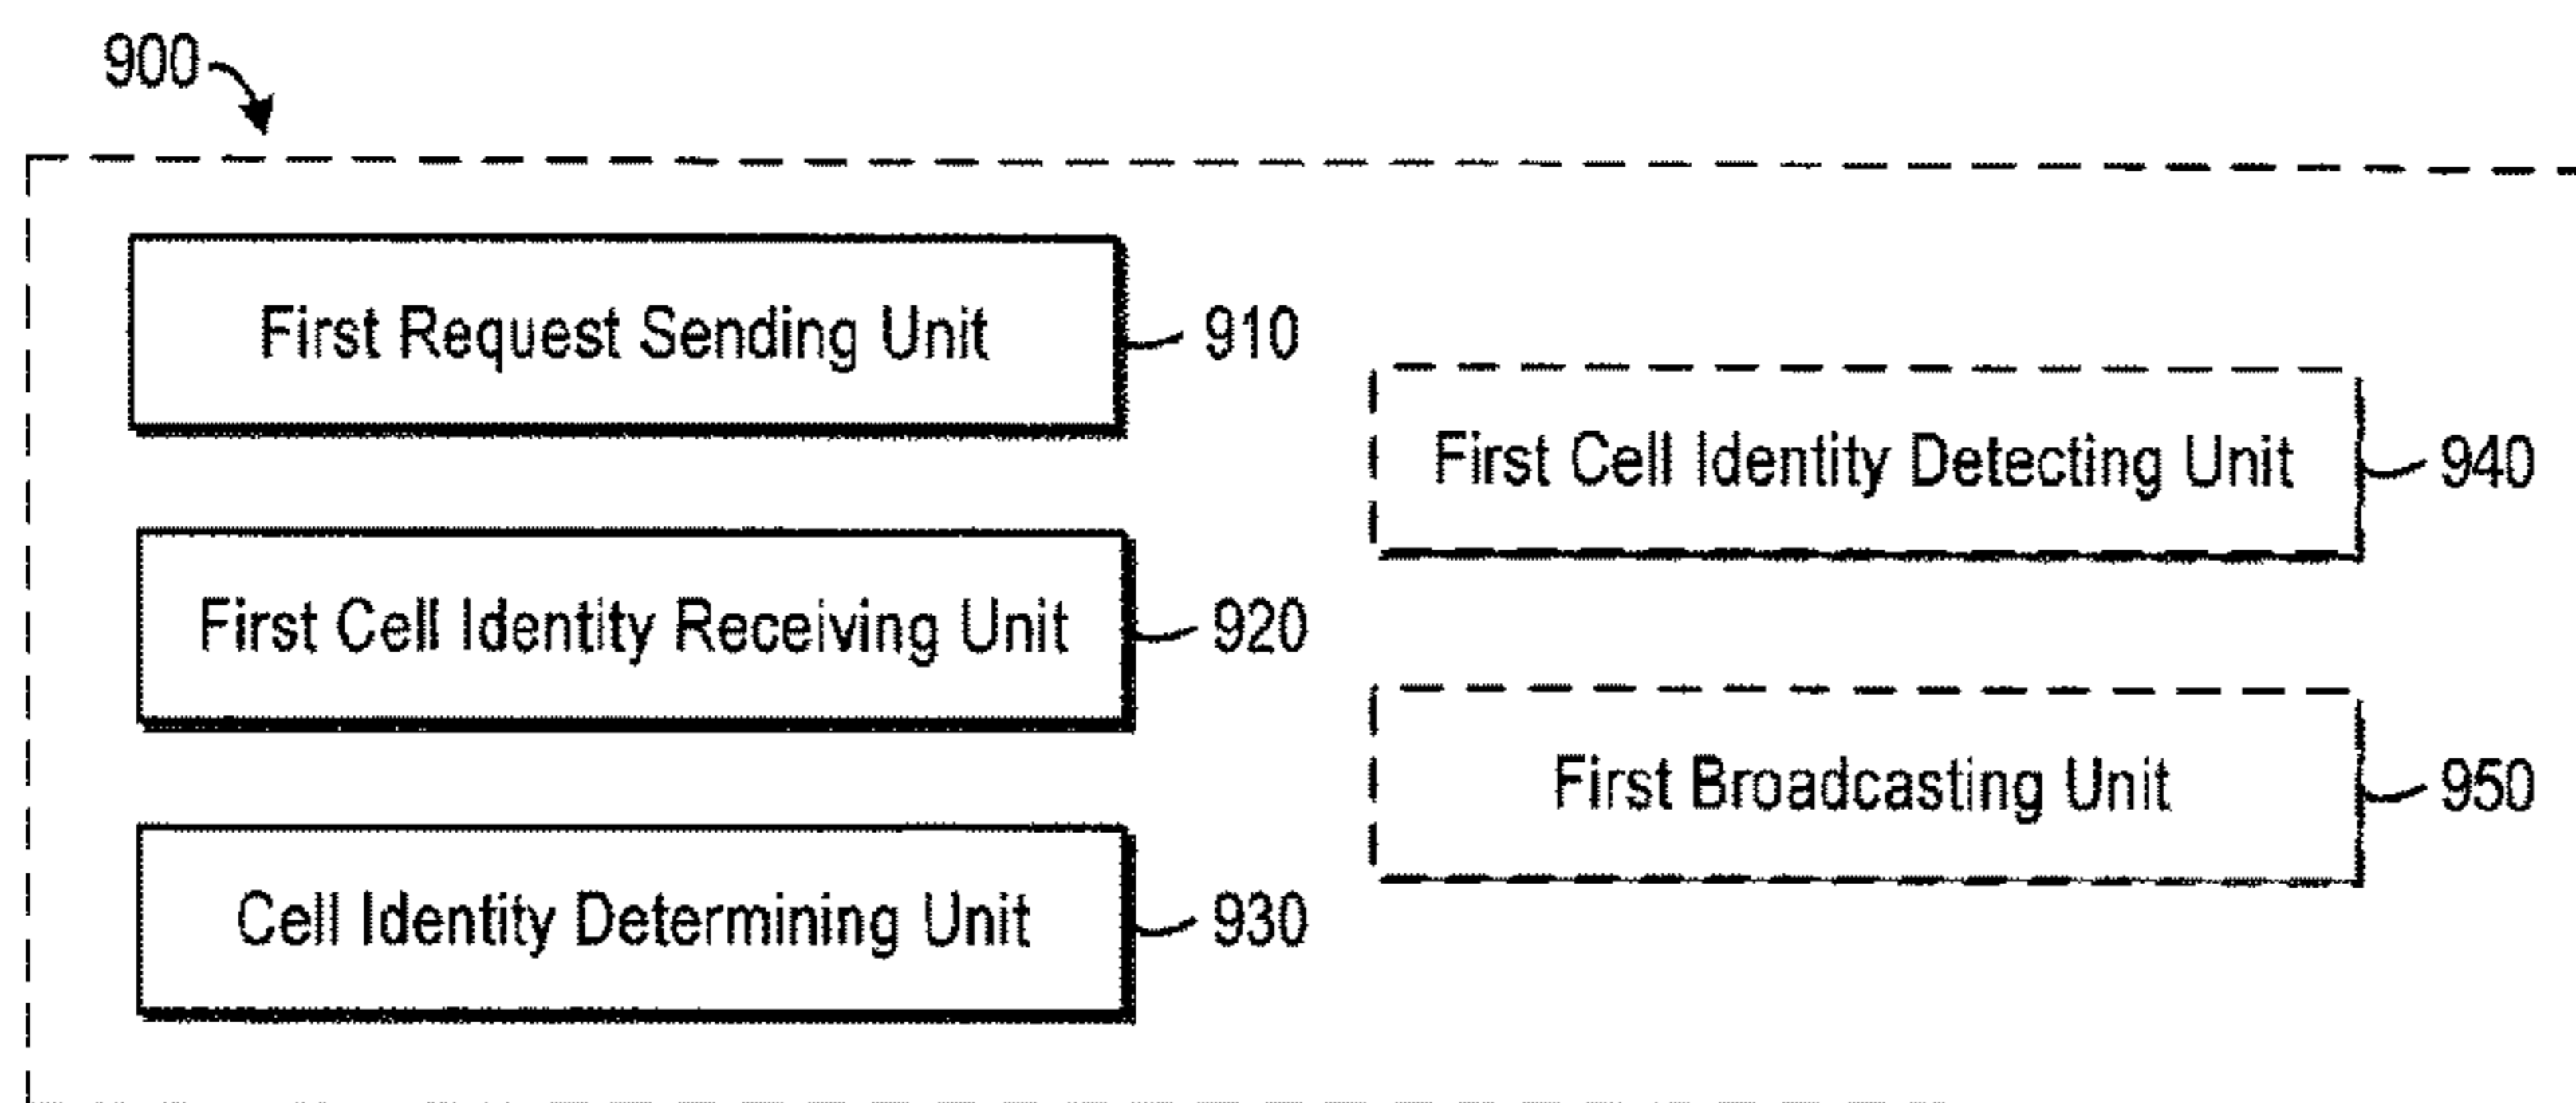 900
First Request Sending Unit
910
First Cell Identity Receiving Unit
920
Cell Identity Determining Unit
930
First Cell Identity Detecting Unit
940
First Broadcasting Unit
950